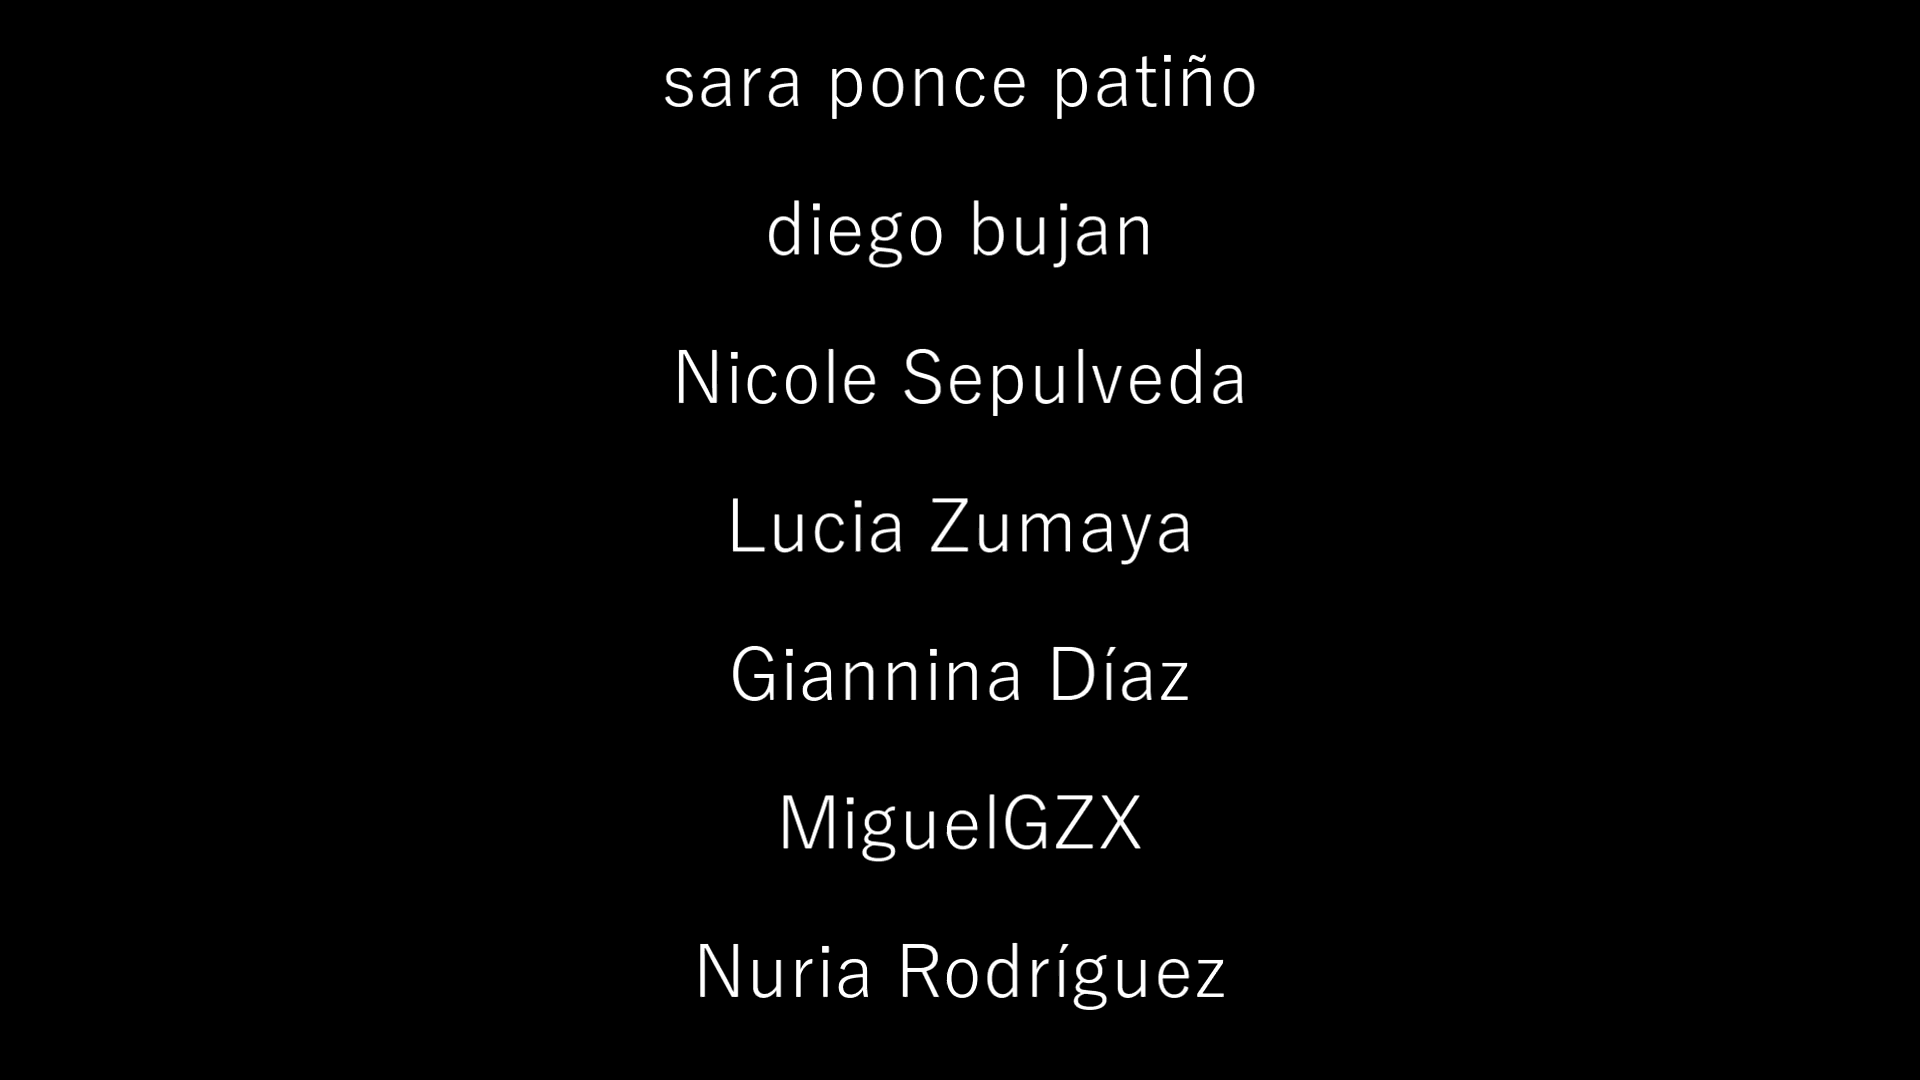 sara ponce patiño
diego bujan
Nicole Sepulveda
Lucia Zumaya
Giannina Díaz
MiguelGZX
Nuria Rodríguez